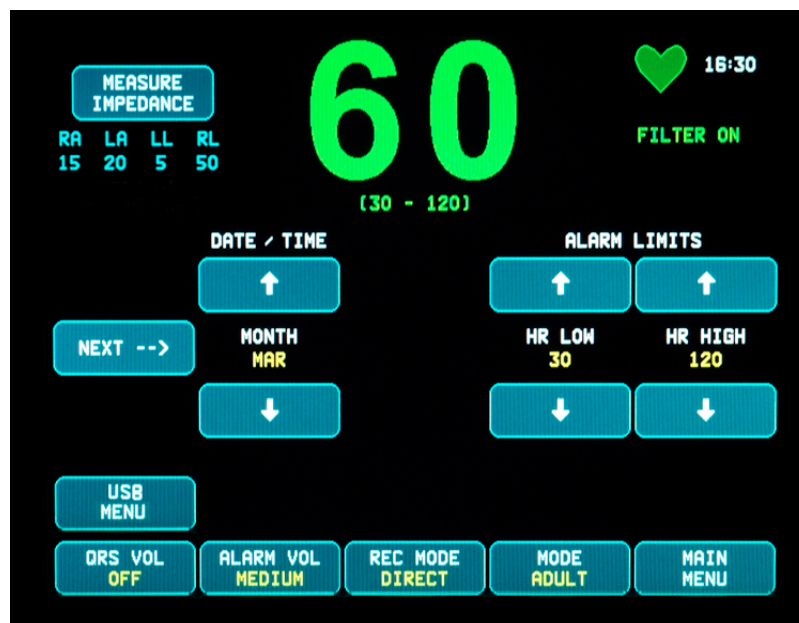 MEASURE
IMPEDANCE
60
16:30
FILTER ON
RA LA LL RL
15 20 5 50
(30 - 120)
DATE / TIME
ALARM LIMITS
NEXT -->
MONTH
MAR
HR LOW
30
HR HIGH
120
USB
MENU
QRS VOL
OFF
ALARM VOL
MEDIUM
REC MODE
DIRECT
MODE
ADULT
MAIN
MENU